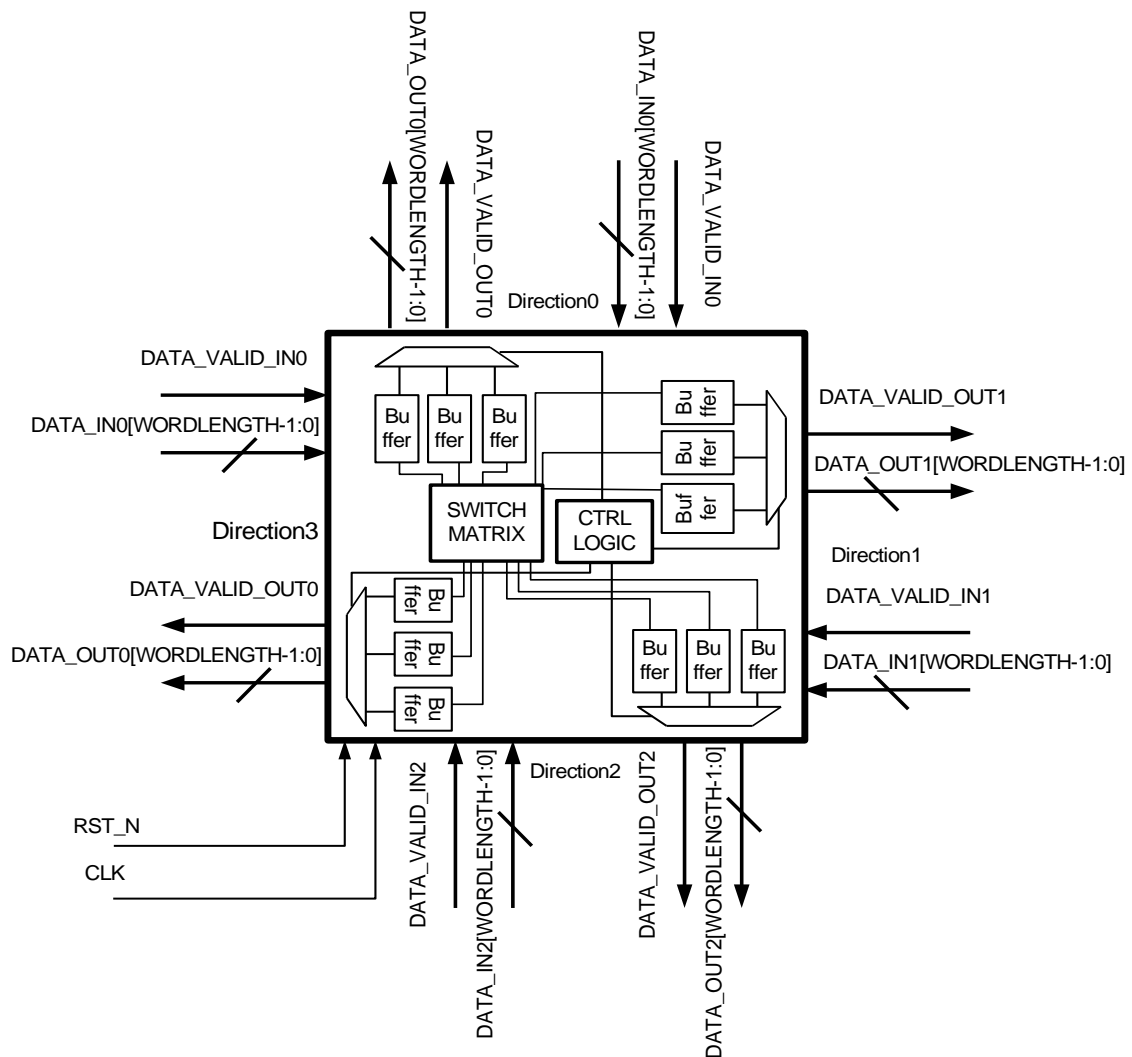 DATA_OUT0[WORDLENGTH-1:0]
DATA_VALID_OUT0
DATA_IN0[WORDLENGTH-1:0]
DATA_VALID_IN0
Direction0
DATA_VALID_IN0
DATA_IN0[WORDLENGTH-1:0]
Direction3
DATA_VALID_OUT0
DATA_OUT0[WORDLENGTH-1:0]
Bu
ffer
Bu
ffer
Bu
ffer
Bu
ffer
Bu
ffer
Buf
fer
SWITCH
MATRIX
CTRL
LOGIC
Bu
ffer
Bu
ffer
Bu
ffer
Bu
ffer
Bu
ffer
Bu
ffer
DATA_VALID_OUT1
DATA_OUT1[WORDLENGTH-1:0]
Direction1
DATA_VALID_IN1
DATA_IN1[WORDLENGTH-1:0]
RST_N
CLK
DATA_VALID_IN2
DATA_IN2[WORDLENGTH-1:0]
Direction2
DATA_VALID_OUT2
DATA_OUT2[WORDLENGTH-1:0]